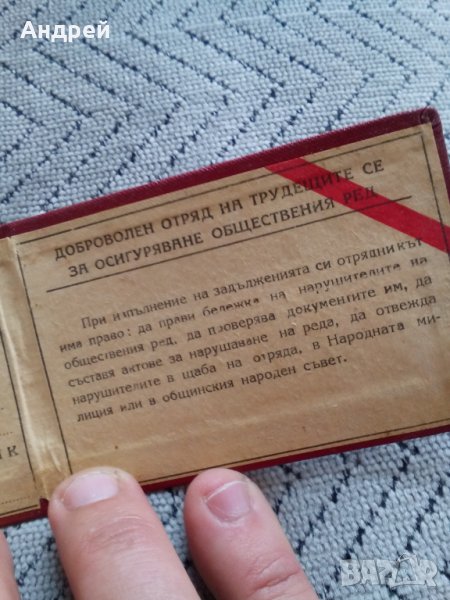 Андрей
ДОБРОВОЛЕН ОТРЯД НА ТРУДЕЩИТЕ СЕ
ЗА ОСИГУРЯВАНЕ ОБЩЕСТВЕНИЯ РЕД
При изпълнение на задълженията си отрядникът
има право: да прави бележка на нарушителите на
обществения ред, да проверява документите им, да
съставя актове за нарушаване на реда, да отвежда
нарушителите в щаба на отряда, в Народната ми-
лиция или в общинския народен съвет.
К
BAZAR